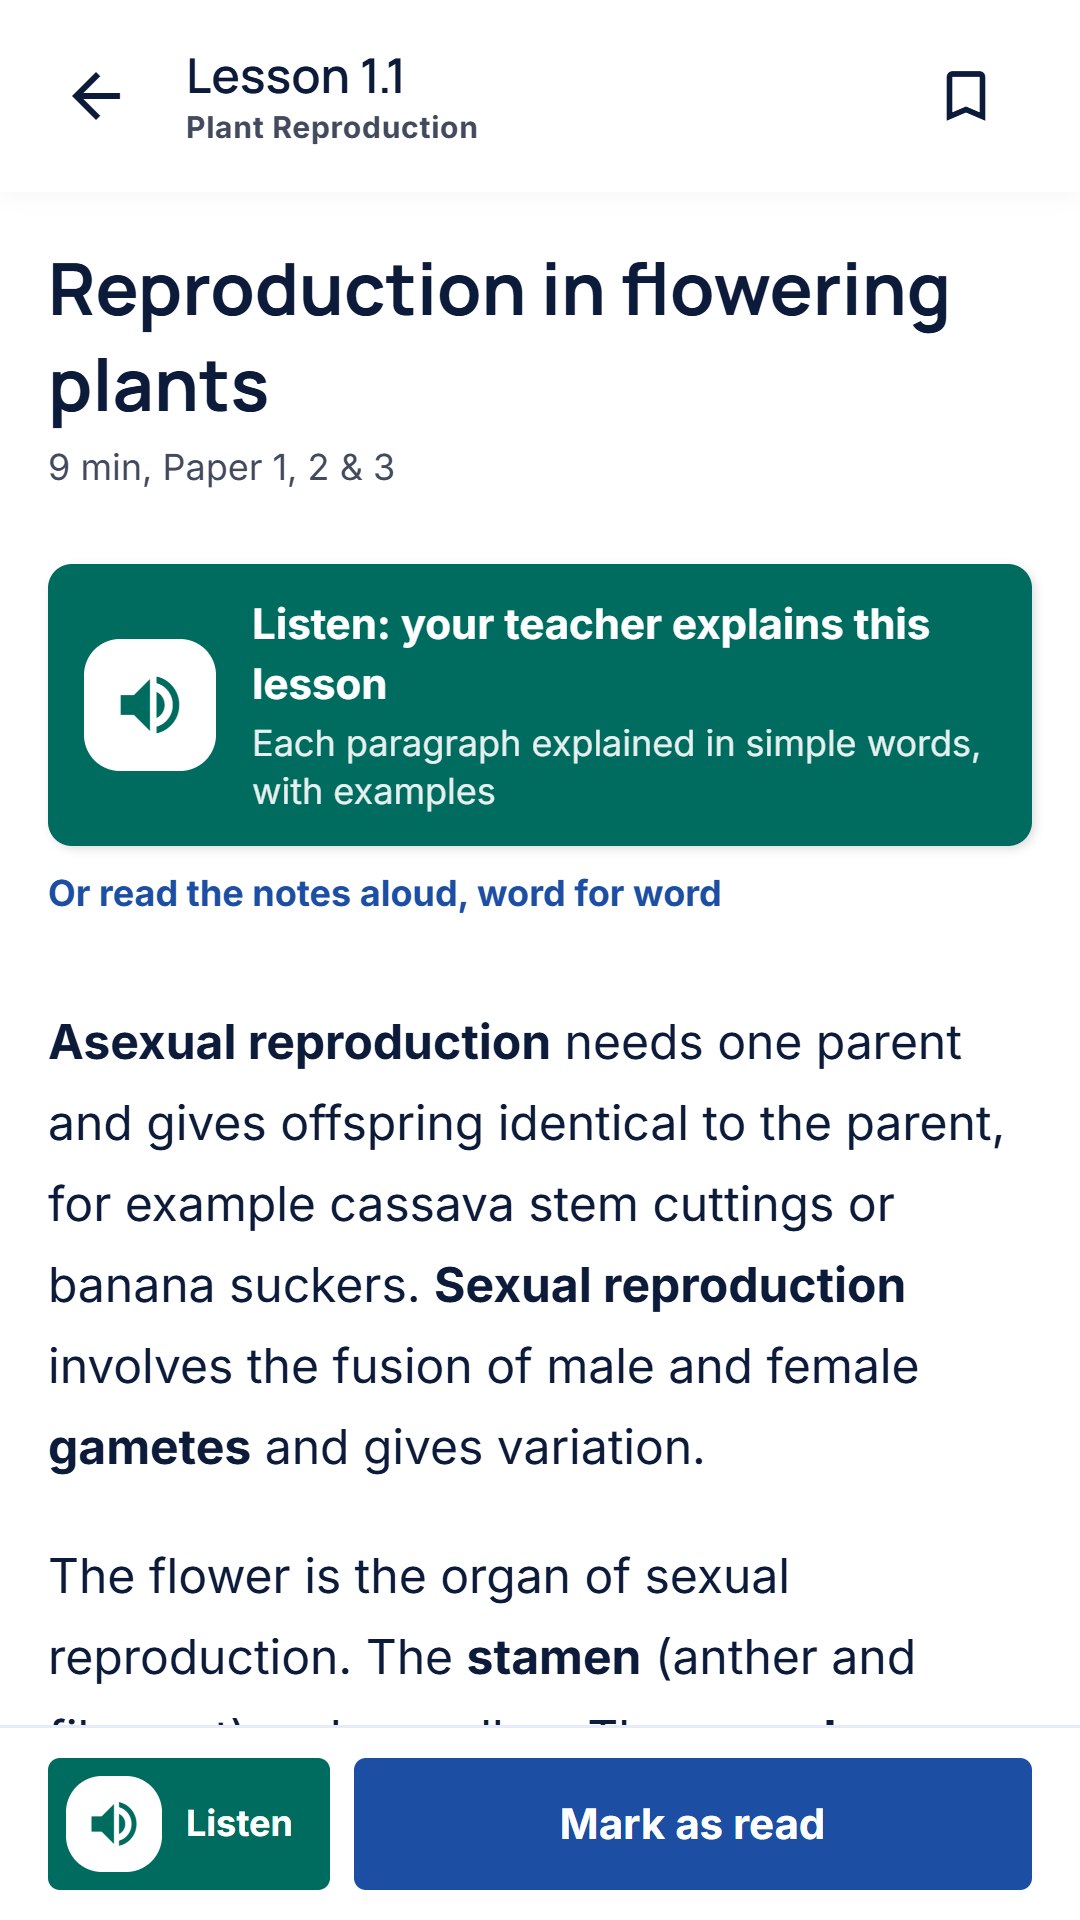 Lesson 1.1
Plant Reproduction
Reproduction in flowering
plants
9 min, Paper 1, 2 & 3
Listen: your teacher explains this
lesson
Each paragraph explained in simple words,
with examples
Or read the notes aloud, word for word
Asexual reproduction needs one parent
and gives offspring identical to the parent,
for example cassava stem cuttings or
banana suckers. Sexual reproduction
involves the fusion of male and female
gametes and gives variation.
The flower is the organ of sexual
reproduction. The stamen (anther and
Listen
Mark as read